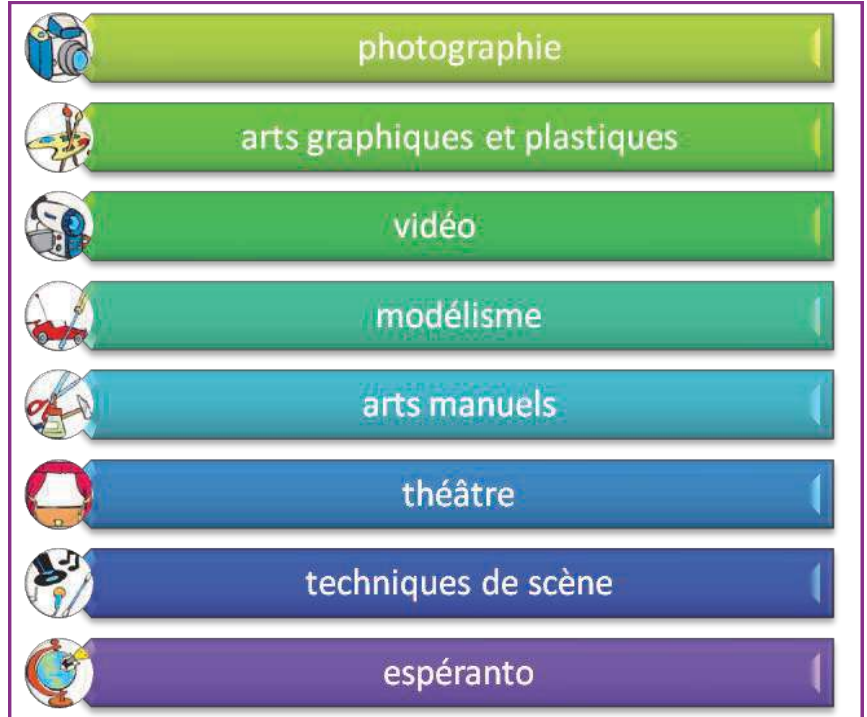 photographie
arts graphiques et plastiques
vidéo
modélisme
arts manuels
théâtre
techniques de scène
espéranto